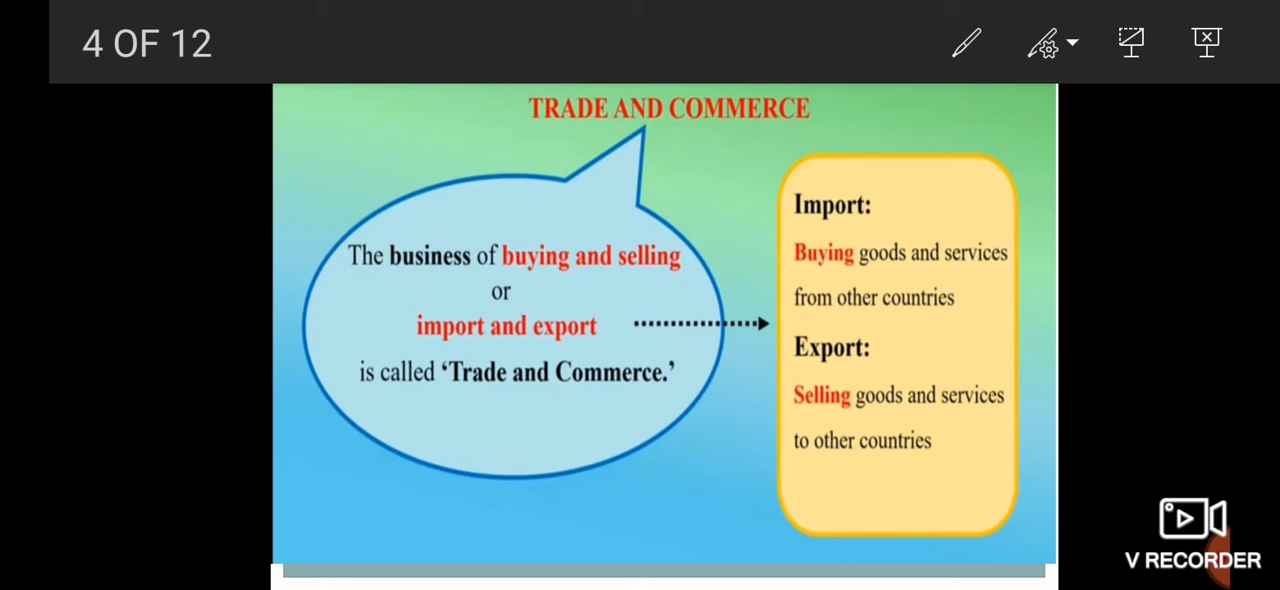 4 OF 12
TRADE AND COMMERCE
The business of buying and selling
or
import and export
is called ‘Trade and Commerce.’
Import:
Buying goods and services
from other countries
Export:
Selling goods and services
to other countries
V RECORDER